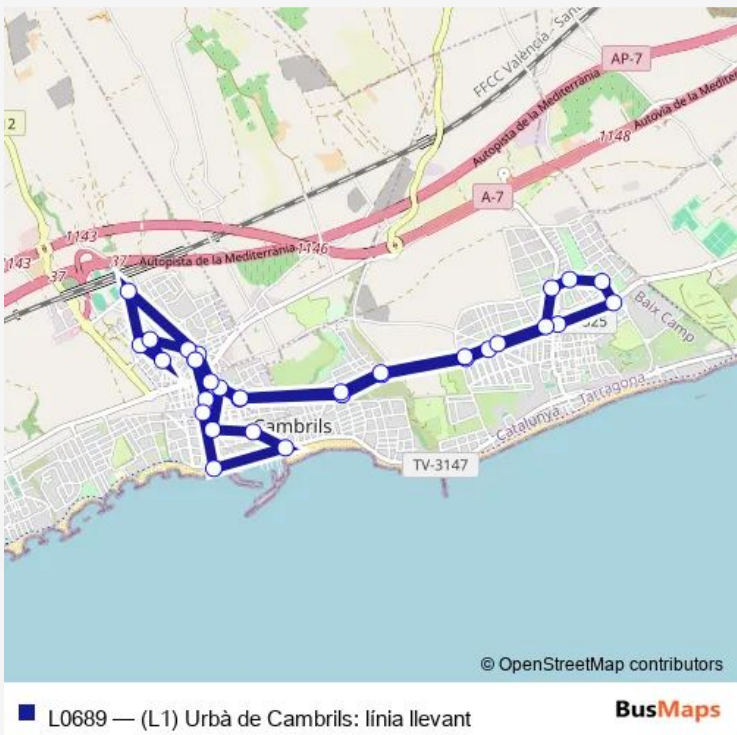 AP-7
FFCC València - Sant
Autopista de la Mediterrània
Autovia de la Mediter
1148
2
A-7
1143
1146
Autopista de la Mediterrània
37
1143
37
Baix Camp
325
Cambrils
Catalunya
Tarragona
TV-3147
© OpenStreetMap contributors
L0689 — (L1) Urbà de Cambrils: línia llevant
BusMaps